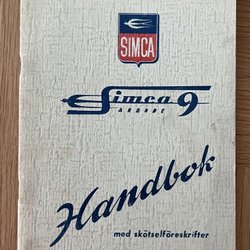 SIMCA
Simca 9
ARONDE
Handbok
med skötselföreskrifter